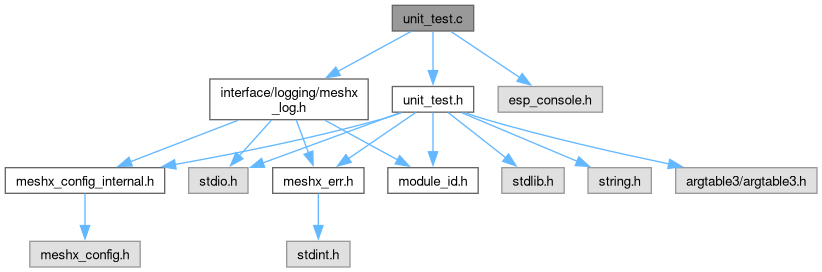 unit_test.c
interface/logging/meshx
_log.h
unit_test.h
esp_console.h
meshx_config_internal.h
stdio.h
meshx_err.h
module_id.h
stdlib.h
string.h
argtable3/argtable3.h
meshx_config.h
stdint.h